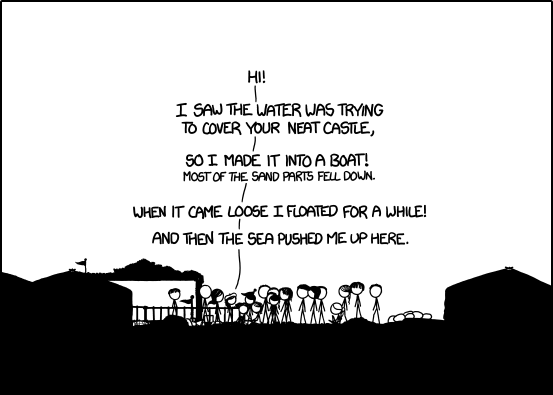 HI!
I SAW THE WATER WAS TRYING
TO COVER YOUR NEAT CASTLE,
SO I MADE IT INTO A BOAT!
MOST OF THE SAND PARTS FELL DOWN.
WHEN IT CAME LOOSE I FLOATED FOR A WHILE!
AND THEN THE SEA PUSHED ME UP HERE.